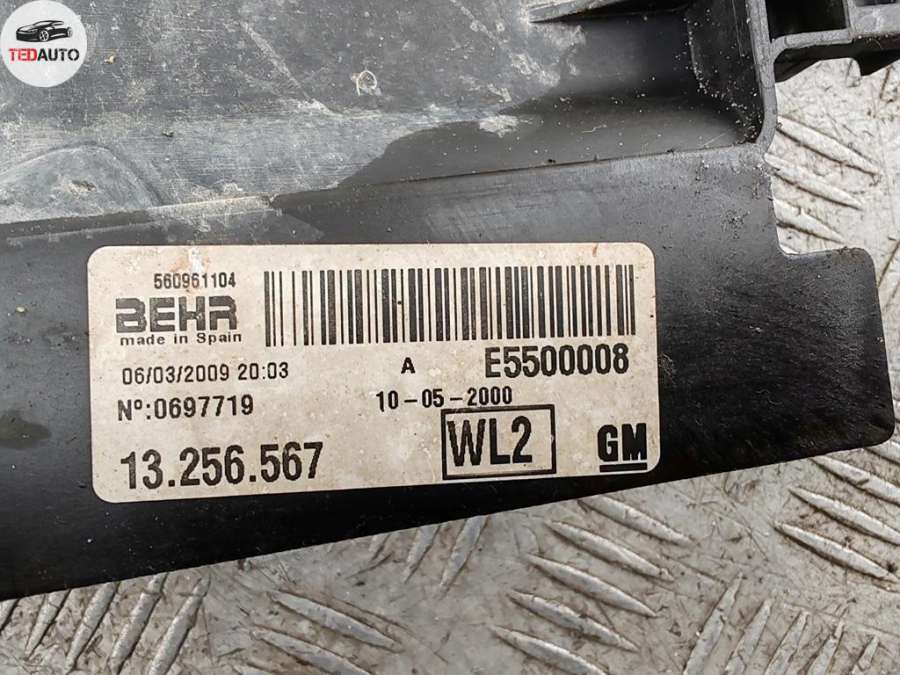 TEDAUTO
560961104
BEHR
made in Spain
06/03/2009 20:03
A
E5500008
Nº:0697719
10-05-2000
13.256.567
WL2
GM